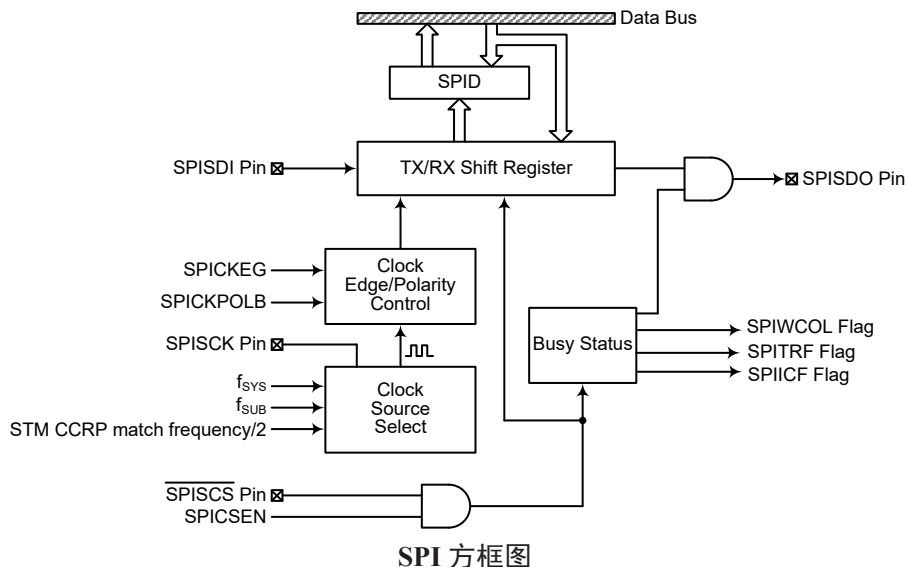 Data Bus
SPID
SPISDI Pin
TX/RX Shift Register
SPISDO Pin
SPICKEG
SPICKPOLB
Clock
Edge/Polarity
Control
SPISCK Pin
fSYS
fSUB
STM CCRP match frequency/2
Clock
Source
Select
Busy Status
SPIWCOL Flag
SPITRF Flag
SPIICF Flag
SPISCS Pin
SPICSEN
SPI 方框图